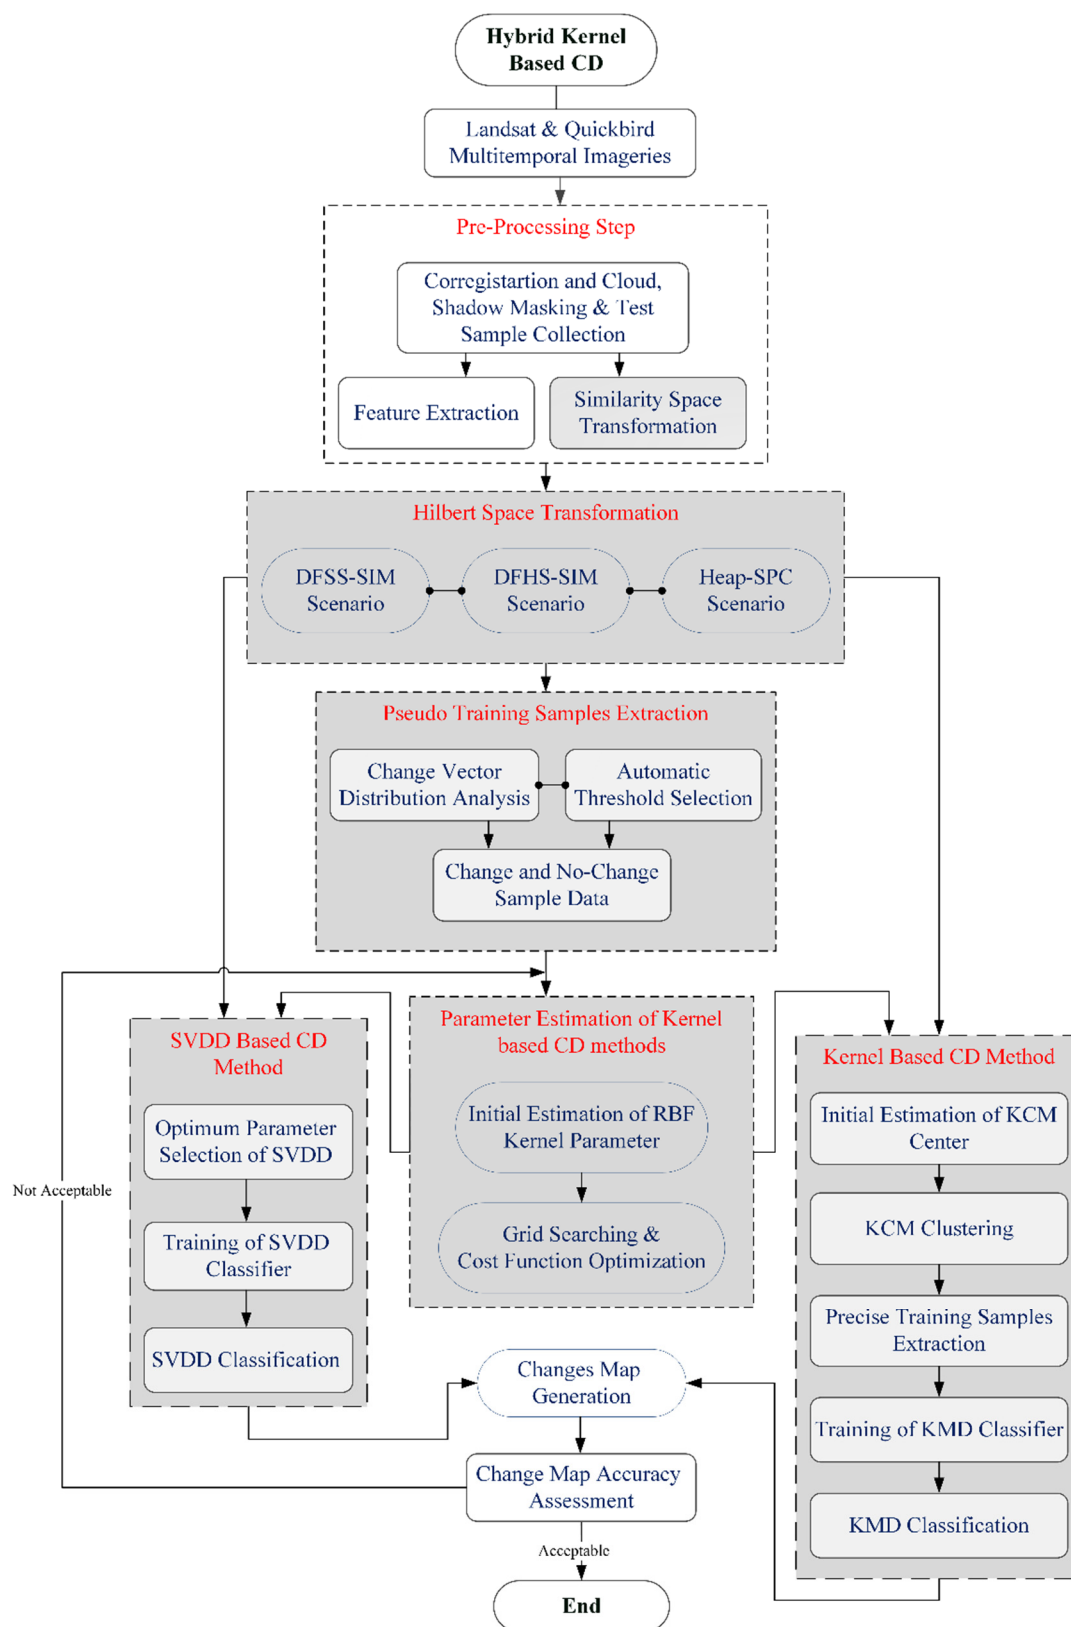 Hybrid Kernel
Based CD
Landsat & Quickbird
Multitemporal Imageries
Pre-Processing Step
Corregistartion and Cloud,
Shadow Masking & Test
Sample Collection
Feature Extraction
Similarity Space
Transformation
Hilbert Space Transformation
DFSS-SIM
Scenario
DFHS-SIM
Scenario
Heap-SPC
Scenario
Pseudo Training Samples Extraction
Change Vector
Distribution Analysis
Automatic
Threshold Selection
Change and No-Change
Sample Data
SVDD Based CD
Method
Optimum Parameter
Selection of SVDD
Training of SVDD
Classifier
SVDD Classification
Parameter Estimation of Kernel
based CD methods
Initial Estimation of RBF
Kernel Parameter
Grid Searching &
Cost Function Optimization
Kernel Based CD Method
Initial Estimation of KCM
Center
KCM Clustering
Precise Training Samples
Extraction
Training of KMD Classifier
KMD Classification
Not Acceptable
Changes Map
Generation
Change Map Accuracy
Assessment
Acceptable
End